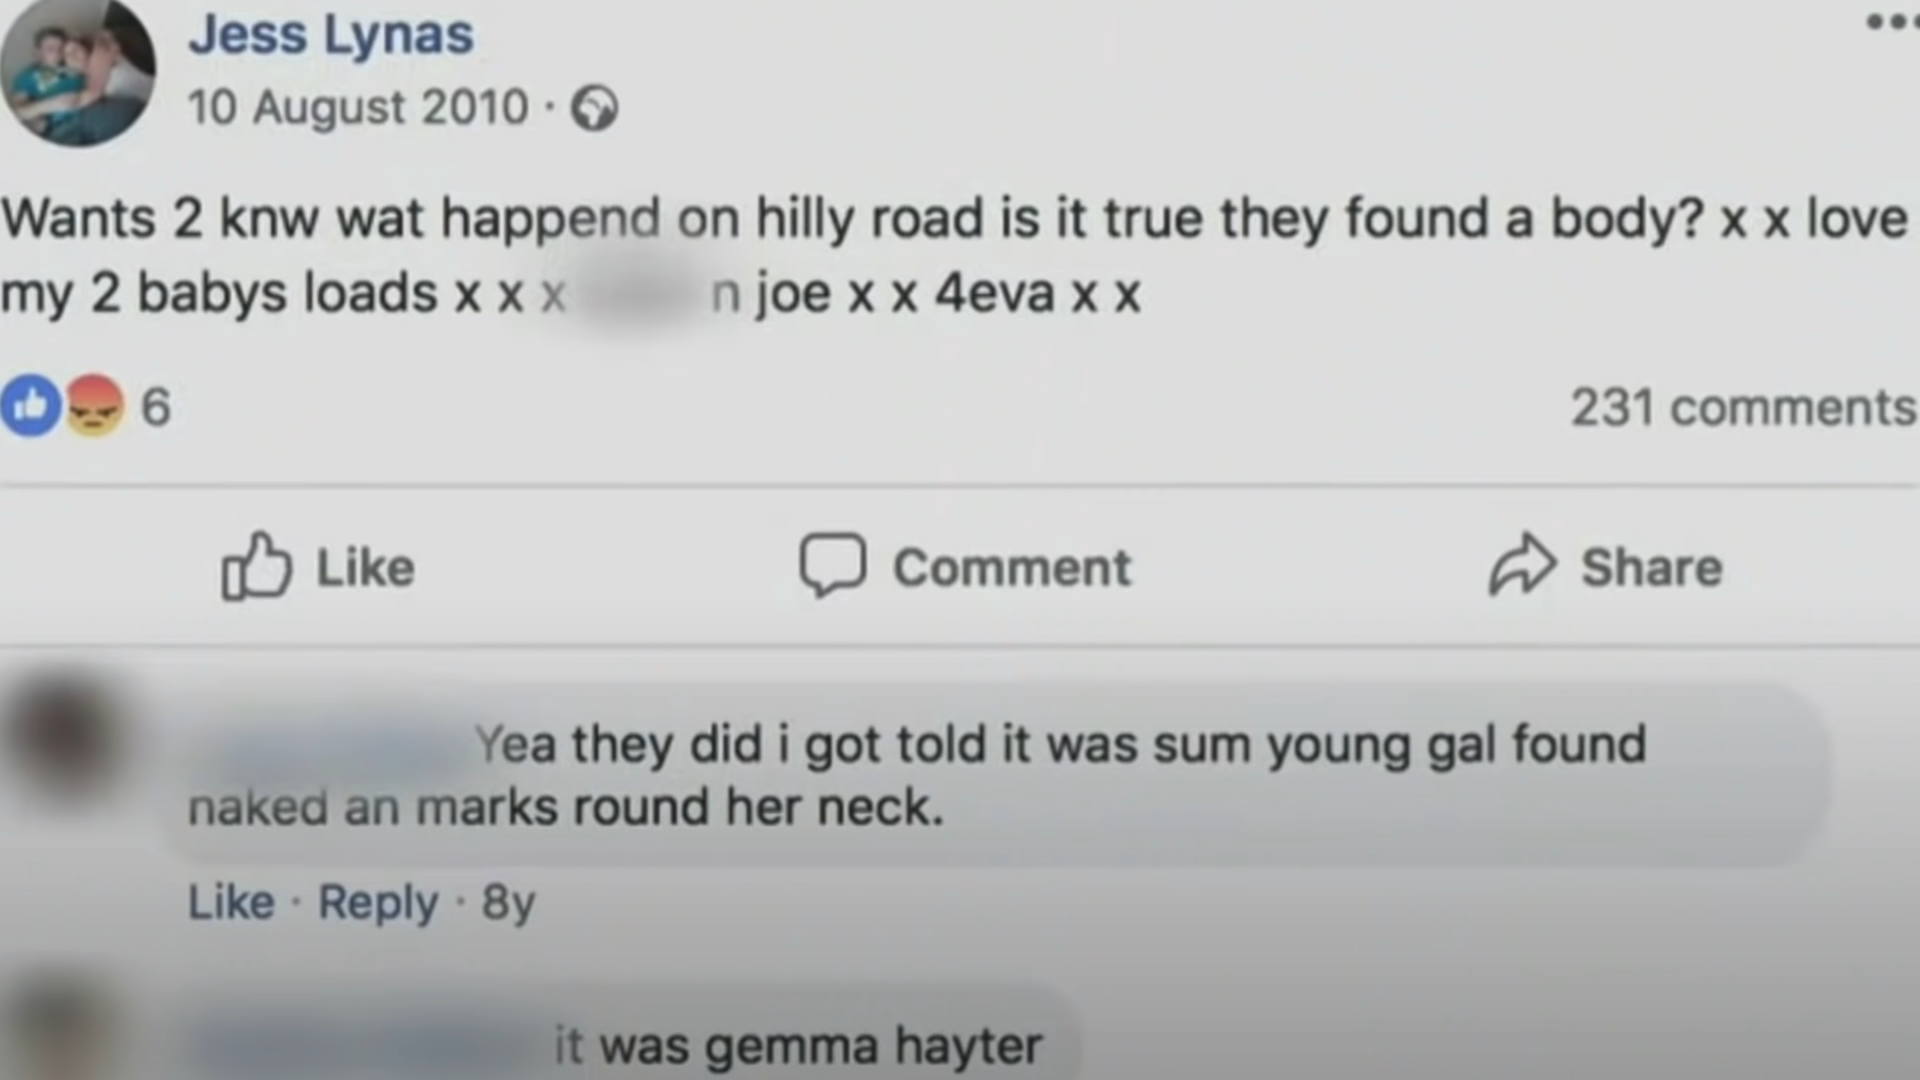 Jess Lynas
10 August 2010 ·
Wants 2 knw wat happend on hilly road is it true they found a body? x x love
my 2 babys loads x x x n joe x x 4eva x x
6 231 comments
Like Comment Share
Yea they did i got told it was sum young gal found
naked an marks round her neck.
Like · Reply · 8y
it was gemma hayter